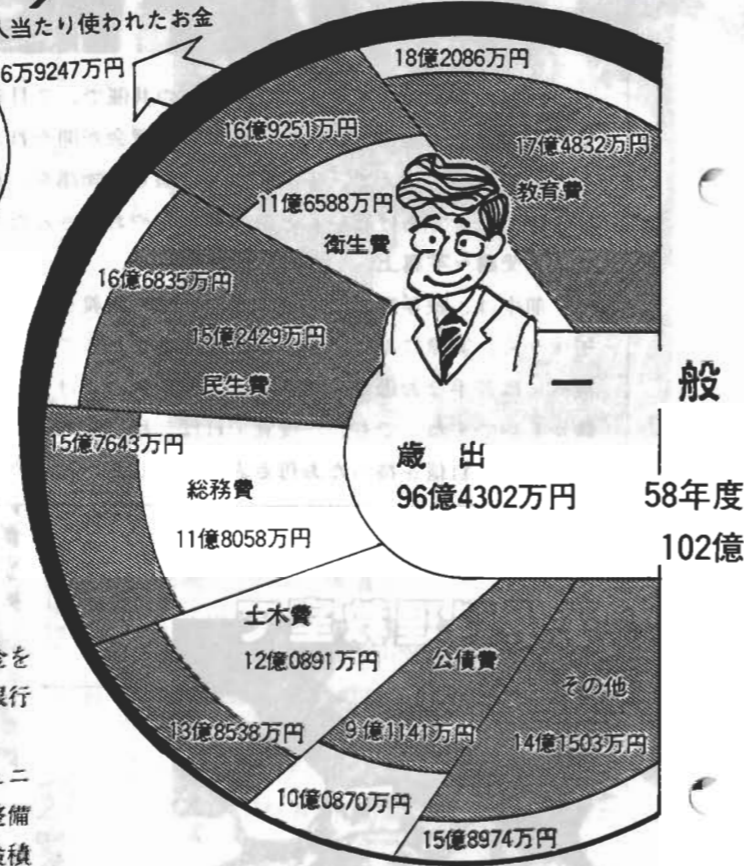 人当たり使われたお金
6万9247万円
18億2086万円
17億4832万円
教育費
16億9251万円
11億6588万円
衛生費
16億6835万円
15億2429万円
民生費
15億7643万円
総務費
11億8058万円
土木費
12億0891万円
13億8538万円
公債費
9億1141万円
10億0870万円
その他
14億1503万円
15億8974万円
一般
歳出
96億4302万円
58年度
102億
金を
銀行
ニ
整備
積